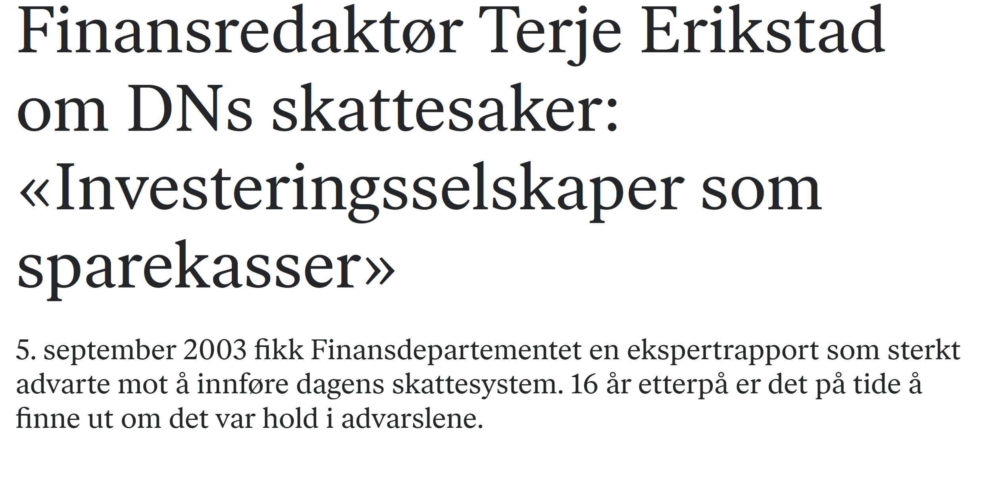 Finansredaktør Terje Erikstad
om DNs skattesaker:
«Investeringsselskaper som
sparekasser»
5. september 2003 fikk Finansdepartementet en ekspertrapport som sterkt
advarte mot å innføre dagens skattesystem. 16 år etterpå er det på tide å
finne ut om det var hold i advarslene.